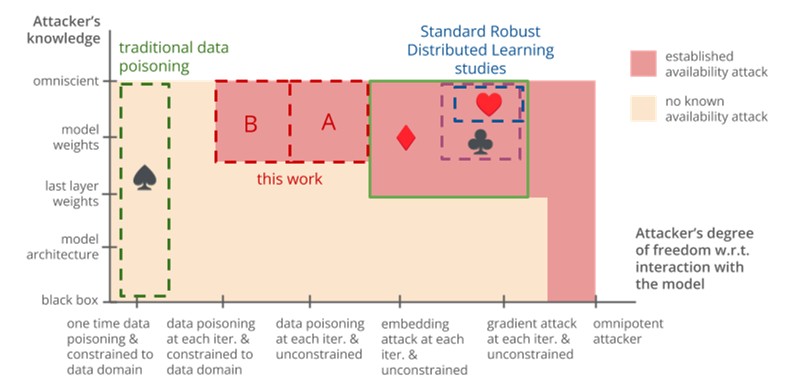 Attacker's
knowledge
traditional data
poisoning
Standard Robust
Distributed Learning
studies
established
availability attack
no known
availability attack
omniscient
model
weights
last layer
weights
model
architecture
black box
B
A
this work
Attacker's degree
of freedom w.r.t.
interaction with
the model
one time data
poisoning &
constrained to
data domain
data poisoning
at each iter. &
constrained to
data domain
data poisoning
at each iter. &
unconstrained
embedding
attack at each
iter. &
unconstrained
gradient attack
at each iter. &
unconstrained
omnipotent
attacker